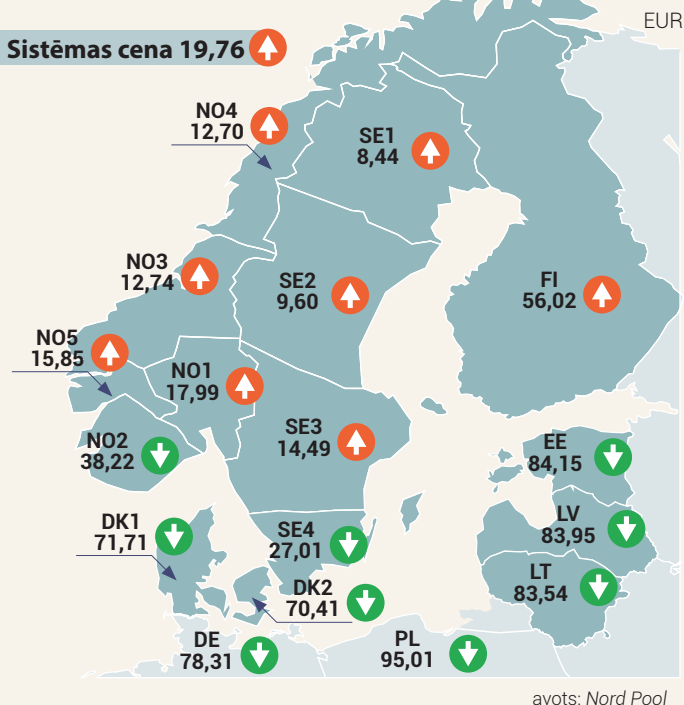 EUR
Sistēmas cena 19,76
NO4
12,70
SE1
8,44
NO3
12,74
SE2
9,60
FI
56,02
NO5
15,85
NO1
17,99
SE3
14,49
NO2
38,22
EE
84,15
DK1
71,71
SE4
27,01
LV
83,95
LT
83,54
DK2
70,41
DE
78,31
PL
95,01
avots: Nord Pool